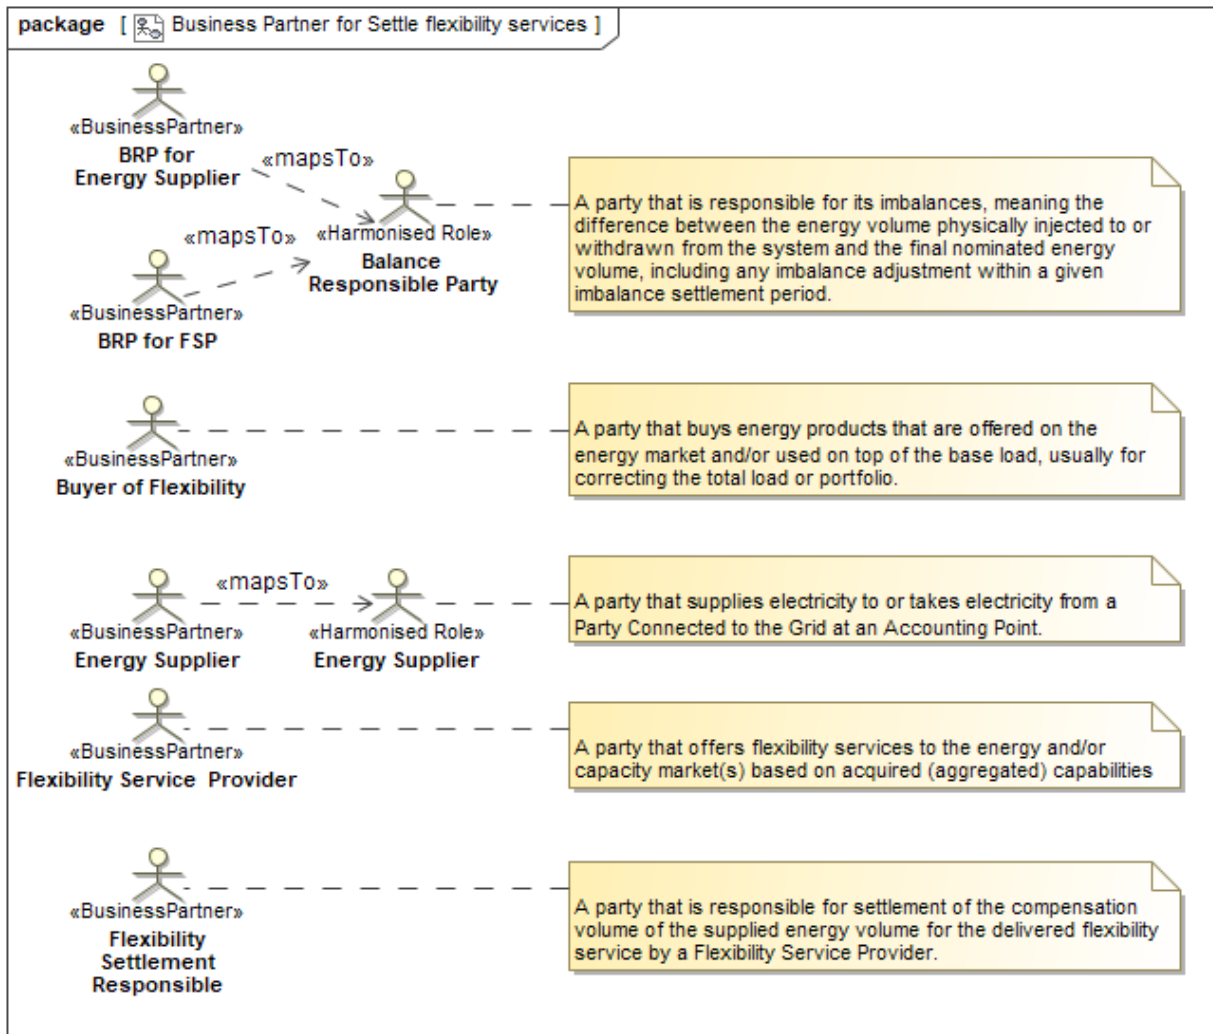 package [ Business Partner for Settle flexibility services ]
«BusinessPartner»
BRP for
Energy Supplier
«mapsTo»
«mapsTo»
«Harmonised Role»
Balance
Responsible Party
«BusinessPartner»
BRP for FSP
A party that is responsible for its imbalances, meaning the
difference between the energy volume physically injected to or
withdrawn from the system and the final nominated energy
volume, including any imbalance adjustment within a given
imbalance settlement period.
«BusinessPartner»
Buyer of Flexibility
A party that buys energy products that are offered on the
energy market and/or used on top of the base load, usually for
correcting the total load or portfolio.
«BusinessPartner»
Energy Supplier
«mapsTo»
«Harmonised Role»
Energy Supplier
A party that supplies electricity to or takes electricity from a
Party Connected to the Grid at an Accounting Point.
«BusinessPartner»
Flexibility Service Provider
A party that offers flexibility services to the energy and/or
capacity market(s) based on acquired (aggregated) capabilities
«BusinessPartner»
Flexibility
Settlement
Responsible
A party that is responsible for settlement of the compensation
volume of the supplied energy volume for the delivered flexibility
service by a Flexibility Service Provider.